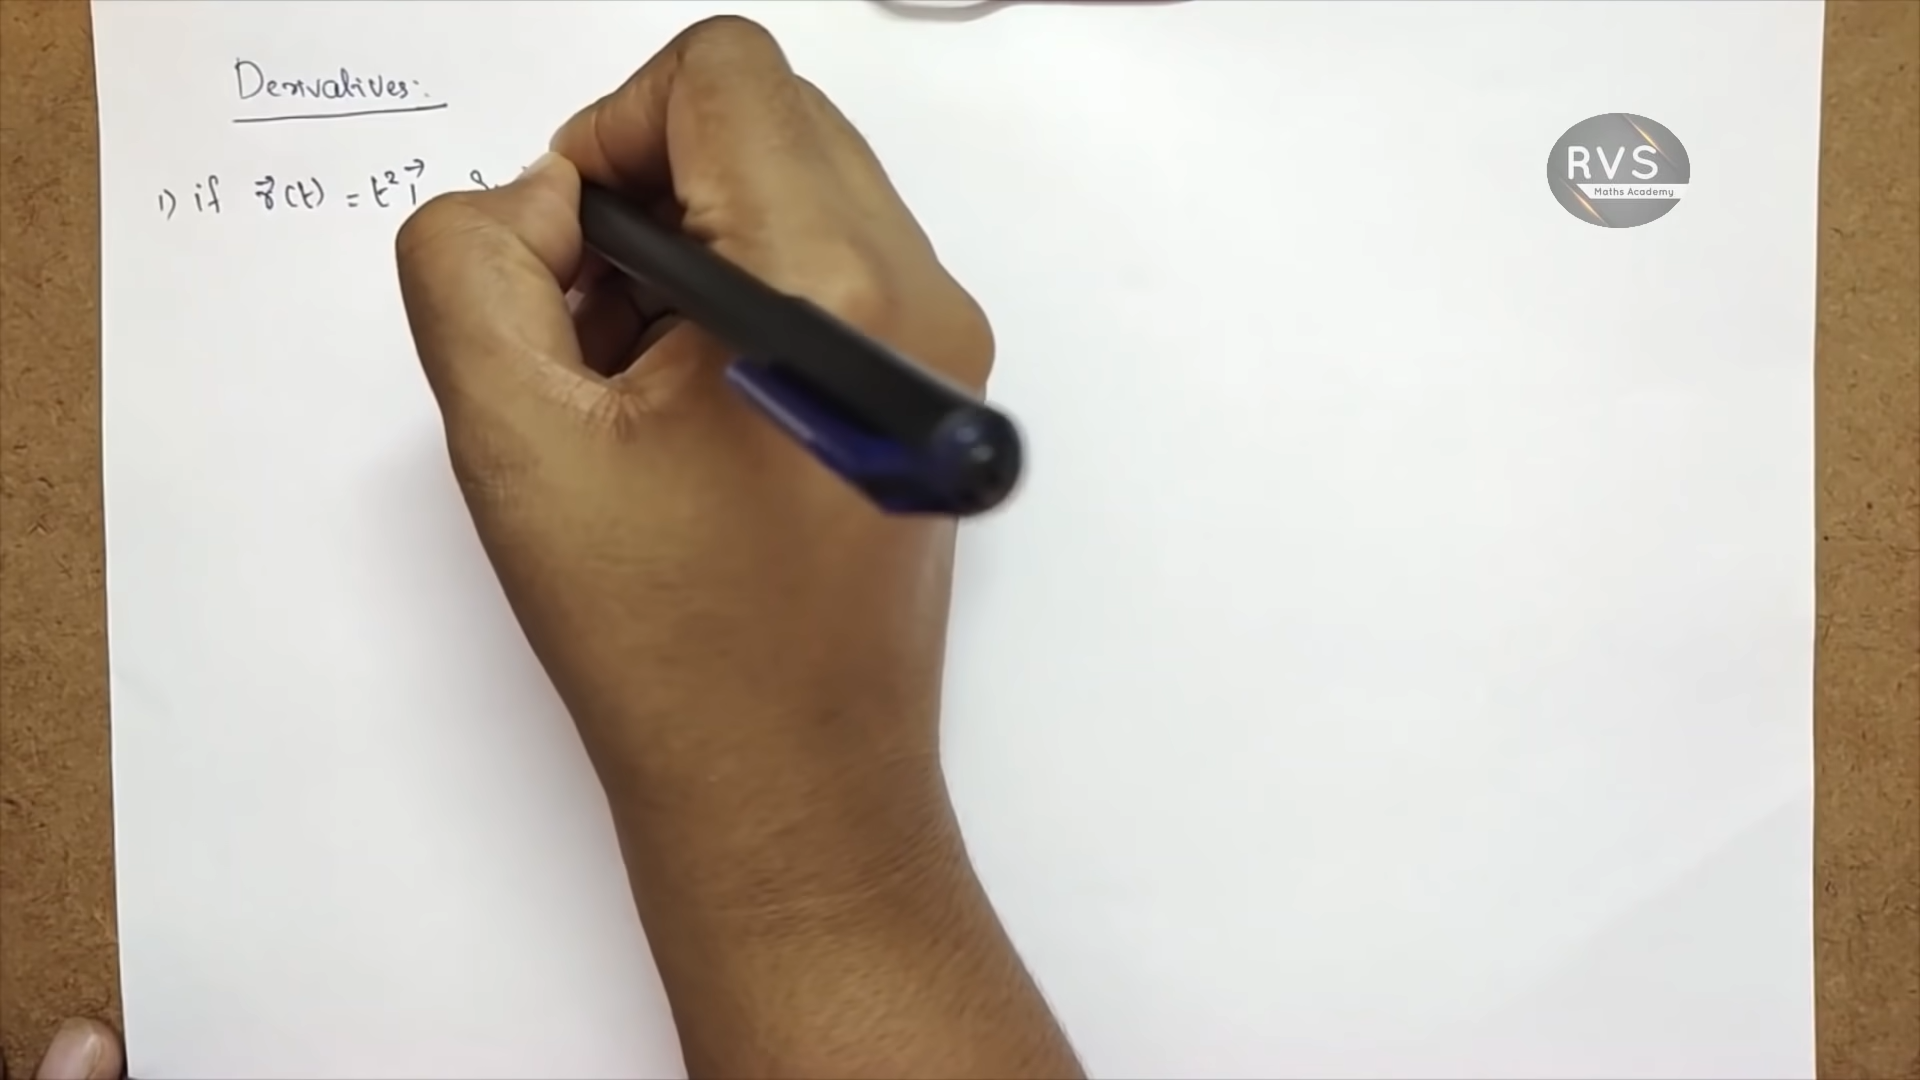 Derivatives:
1) if r⃗(t) = t² i⃗
RVS
Maths Academy